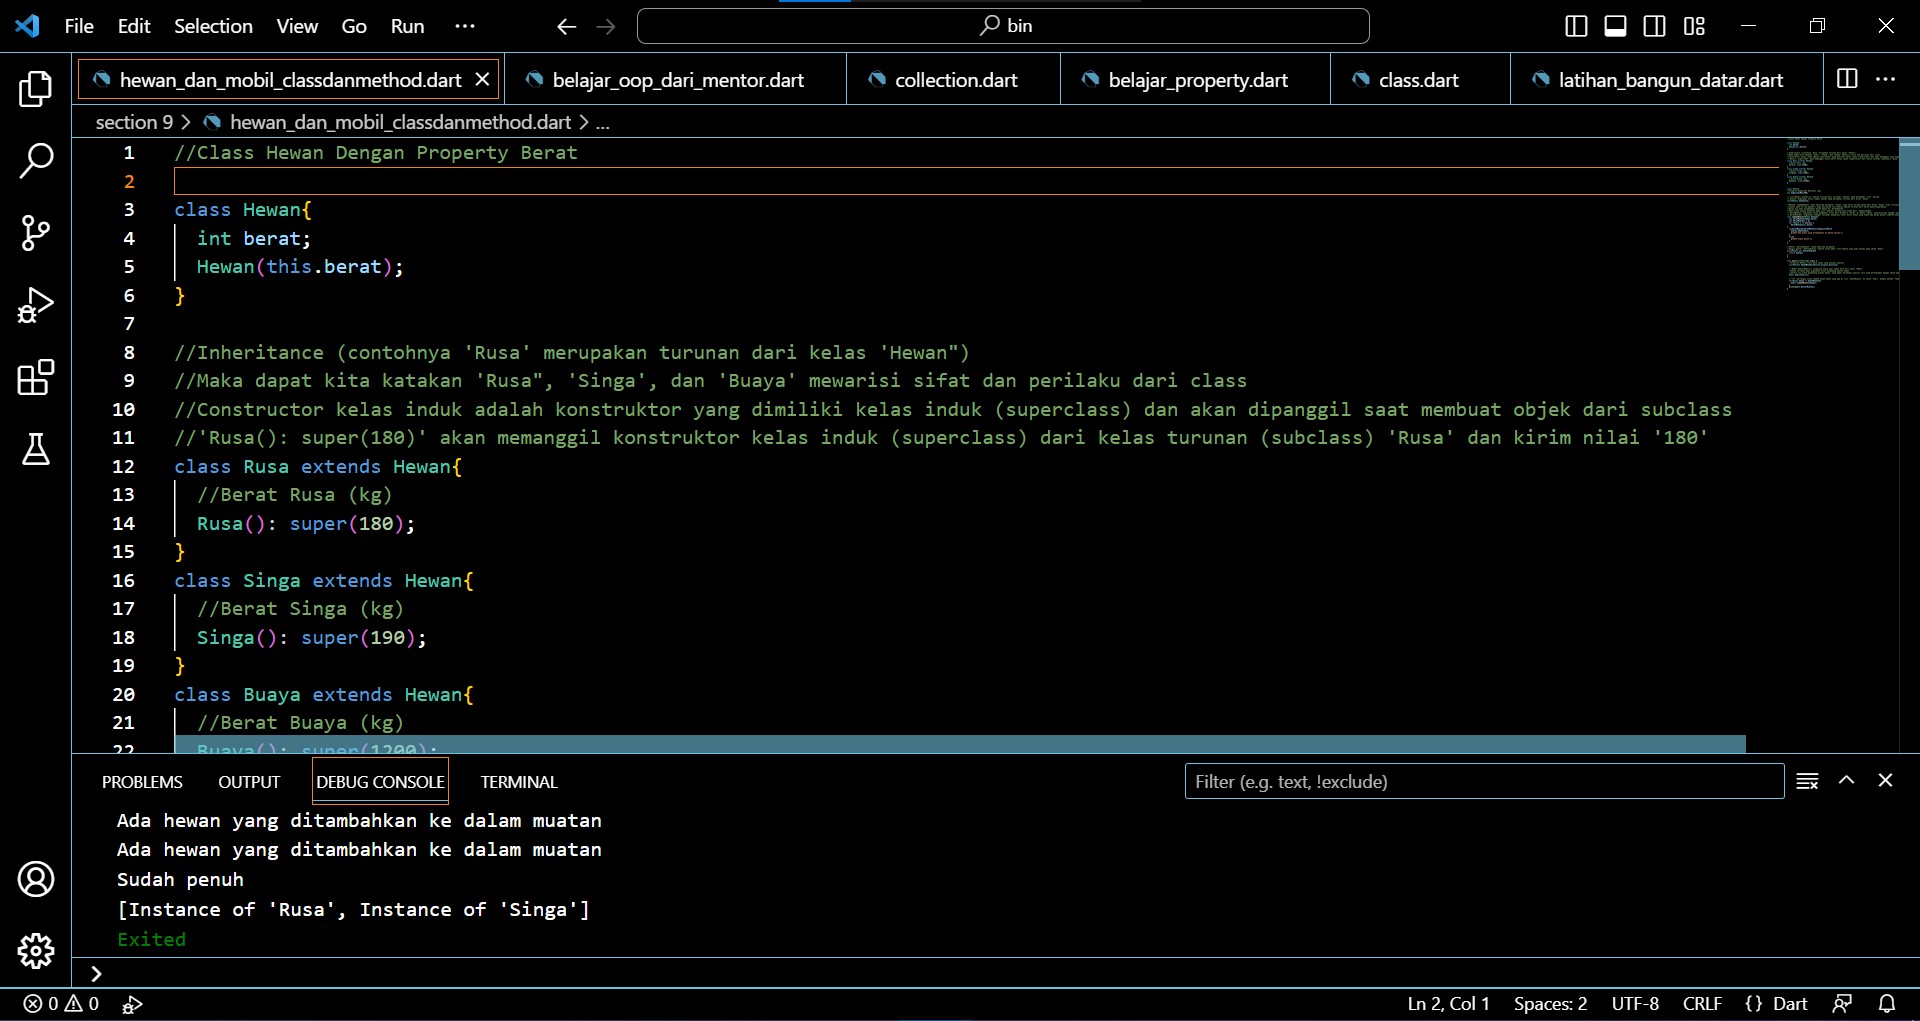 File Edit Selection View Go Run ...
bin
hewan_dan_mobil_classdanmethod.dart belajar_oop_dari_mentor.dart collection.dart belajar_property.dart class.dart latihan_bangun_datar.dart
section 9 > hewan_dan_mobil_classdanmethod.dart > ...
1 //Class Hewan Dengan Property Berat
2
3 class Hewan{
4 int berat;
5 Hewan(this.berat);
6 }
7
8 //Inheritance (contohnya 'Rusa' merupakan turunan dari kelas 'Hewan")
9 //Maka dapat kita katakan 'Rusa", 'Singa', dan 'Buaya' mewarisi sifat dan perilaku dari class
10 //Constructor kelas induk adalah konstruktor yang dimiliki kelas induk (superclass) dan akan dipanggil saat membuat objek dari subclass
11 //'Rusa(): super(180)' akan memanggil konstruktor kelas induk (superclass) dari kelas turunan (subclass) 'Rusa' dan kirim nilai '180'
12 class Rusa extends Hewan{
13 //Berat Rusa (kg)
14 Rusa(): super(180);
15 }
16 class Singa extends Hewan{
17 //Berat Singa (kg)
18 Singa(): super(190);
19 }
20 class Buaya extends Hewan{
21 //Berat Buaya (kg)
22 Buaya(): super(1200);
PROBLEMS OUTPUT DEBUG CONSOLE TERMINAL
Filter (e.g. text, !exclude)
Ada hewan yang ditambahkan ke dalam muatan
Ada hewan yang ditambahkan ke dalam muatan
Sudah penuh
[Instance of 'Rusa', Instance of 'Singa']
Exited
>
0 0 Ln 2, Col 1 Spaces: 2 UTF-8 CRLF {} Dart